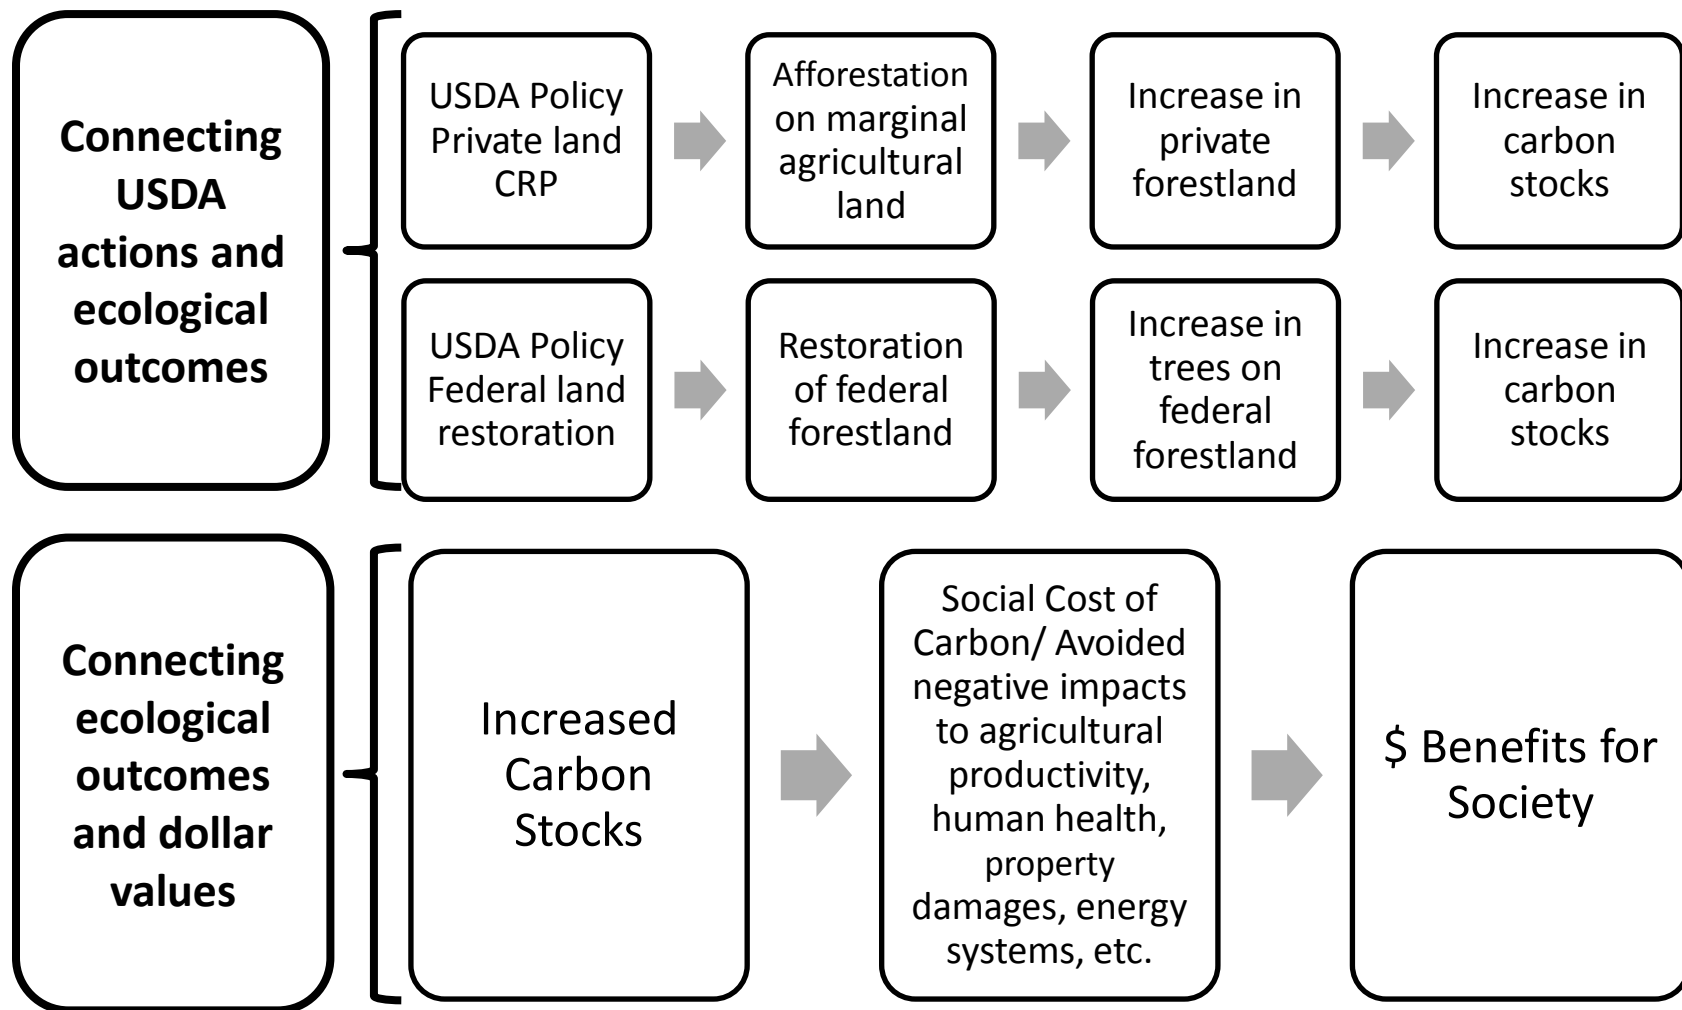 Connecting
USDA
actions and
ecological
outcomes
USDA Policy
Private land
CRP
Afforestation
on marginal
agricultural
land
Increase in
private
forestland
Increase in
carbon
stocks
USDA Policy
Federal land
restoration
Restoration
of federal
forestland
Increase in
trees on
federal
forestland
Increase in
carbon
stocks
Connecting
ecological
outcomes
and dollar
values
Increased
Carbon
Stocks
Social Cost of
Carbon/ Avoided
negative impacts
to agricultural
productivity,
human health,
property
damages, energy
systems, etc.
$ Benefits for
Society